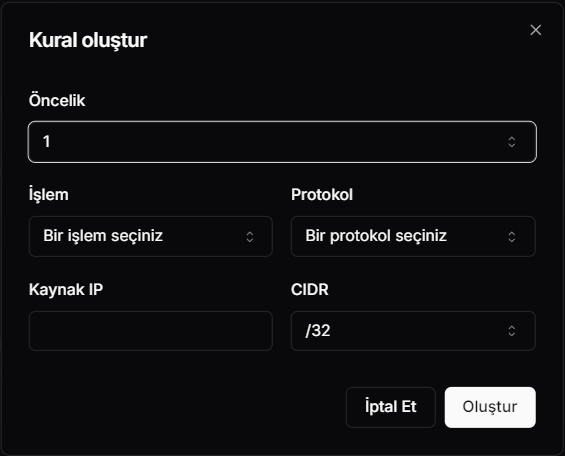 Kural oluştur
Öncelik
1
İşlem
Protokol
Bir işlem seçiniz
Bir protokol seçiniz
Kaynak IP
CIDR
/32
İptal Et
Oluştur